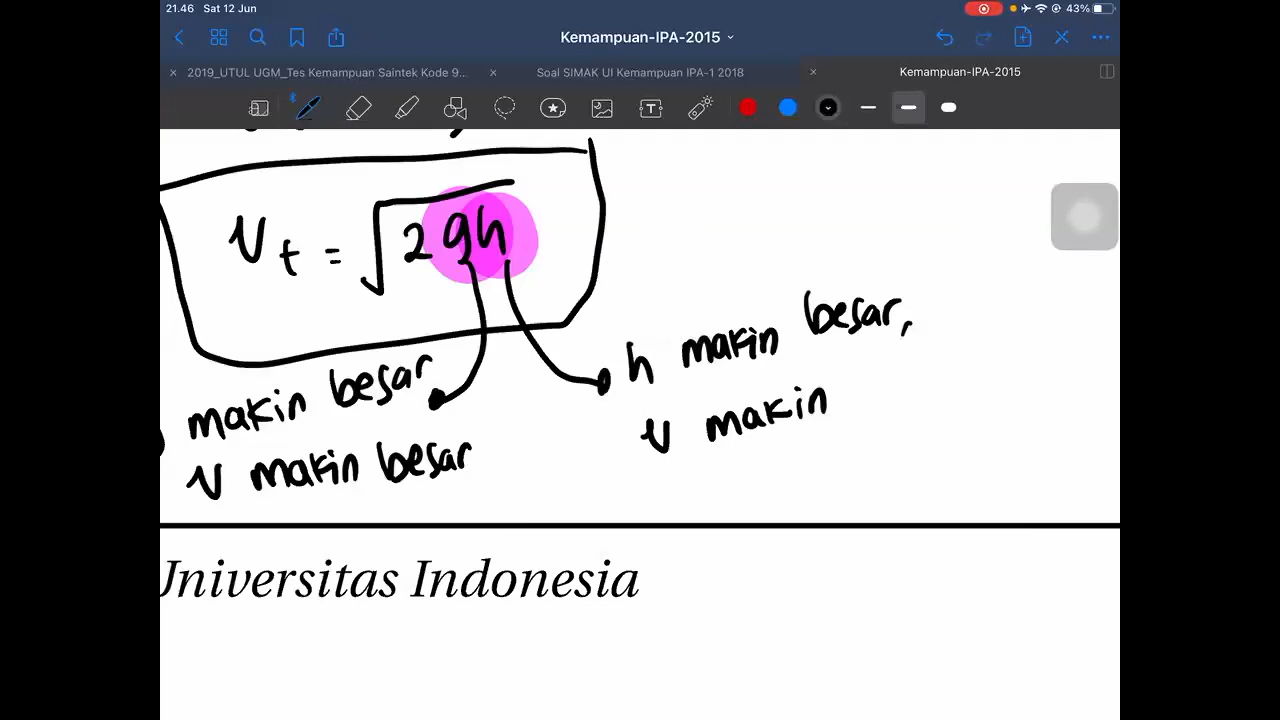 21.46 Sat 12 Jun
43%
Kemampuan-IPA-2015
2019_UTUL UGM_Tes Kemampuan Saintek Kode 9...
Soal SIMAK UI Kemampuan IPA-1 2018
Kemampuan-IPA-2015
T
v_t = √2gh
makin besar
v makin besar
h makin besar,
v makin
Universitas Indonesia